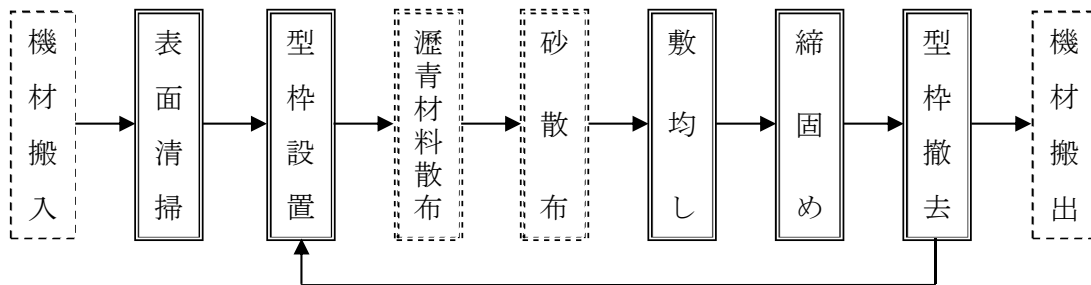 機材搬入
表面清掃
型枠設置
瀝青材料散布
砂散布
敷均し
締固め
型枠撤去
機材搬出